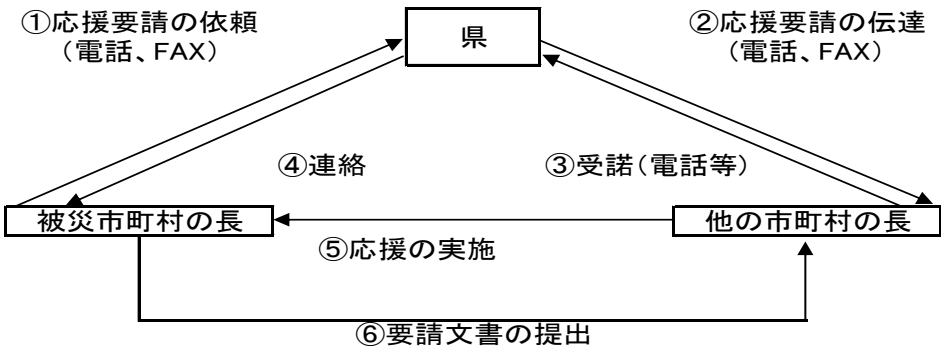 ①応援要請の依頼
（電話、FAX）
県
②応援要請の伝達
（電話、FAX）
④連絡
③受諾（電話等）
被災市町村の長
他の市町村の長
⑤応援の実施
⑥要請文書の提出